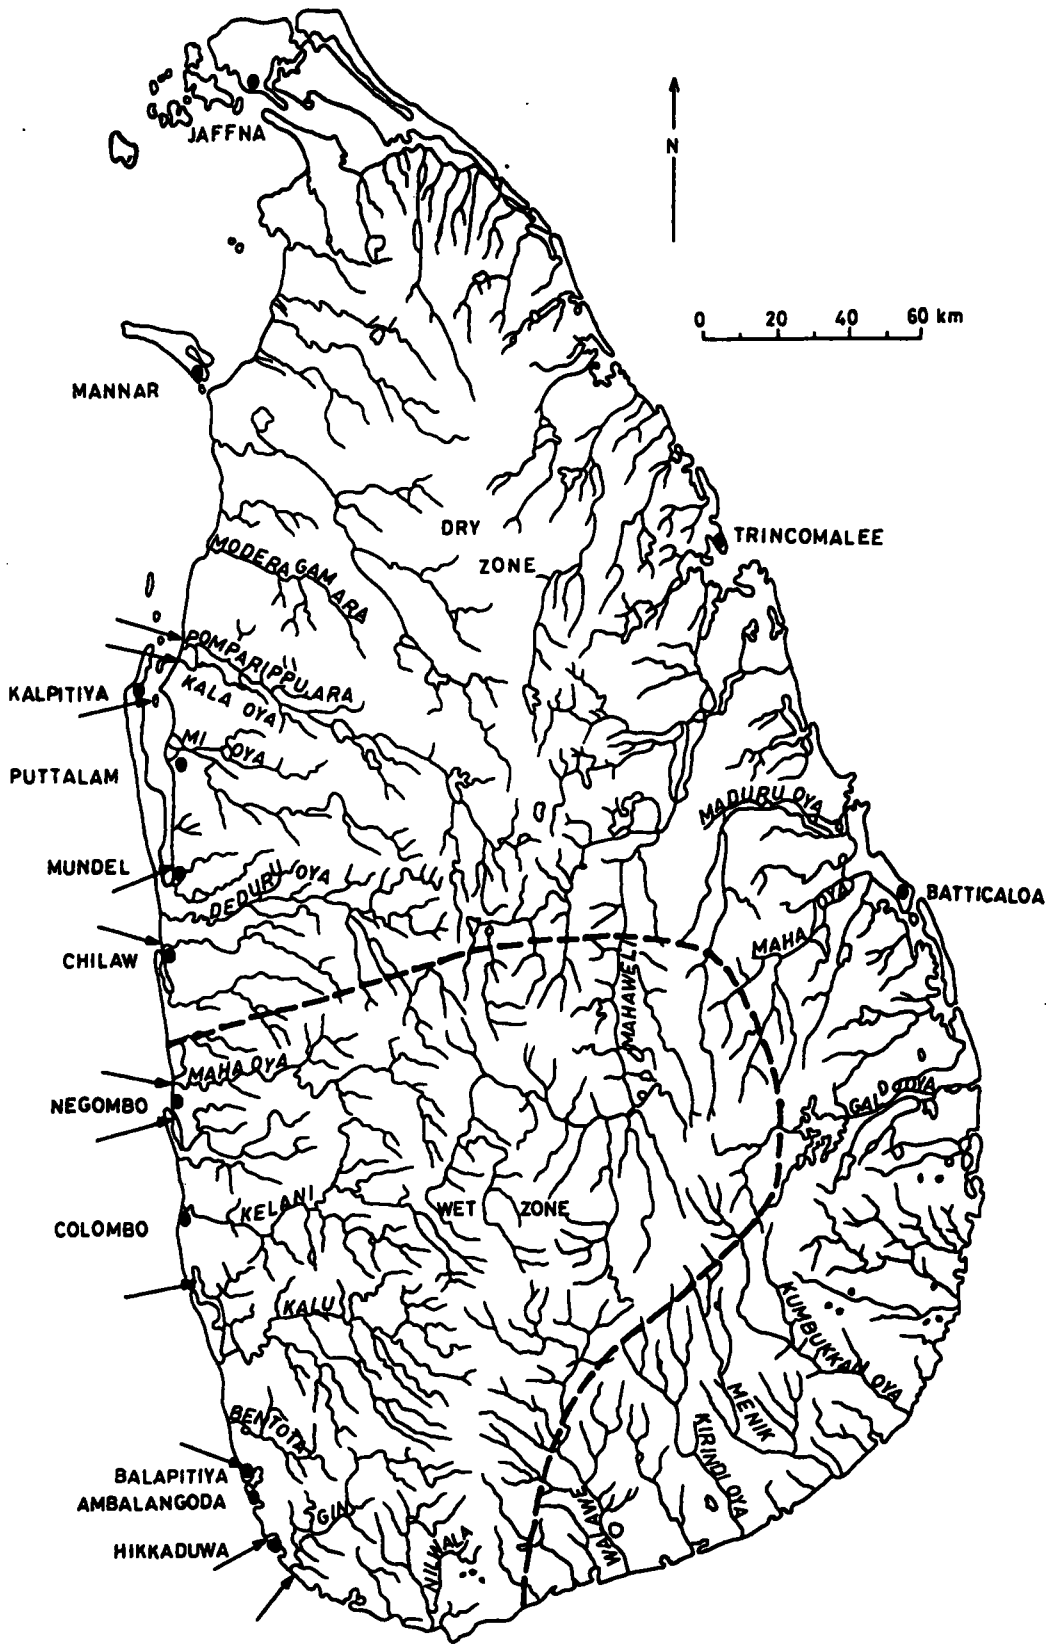 JAFFNA
N
0 20 40 60 km
MANNAR
DRY
ZONE
TRINCOMALEE
MODERAGAM ARA
POMPARIPPU ARA
KALPITIYA
KALA OYA
MI OYA
PUTTALAM
MADURU OYA
MUNDEL
DEDURU OYA
BATTICALOA
MAHA OYA
CHILAW
MAHAWELI
MAHA OYA
NEGOMBO
GALD OYA
KELANI
WET ZONE
COLOMBO
KALU
KUMBUKKAN OYA
MENIK
BENTOTA
KIRINDI OYA
BALAPITIYA
AMBALANGODA
GIN
WALAWE
HIKKADUWA
NILWALA